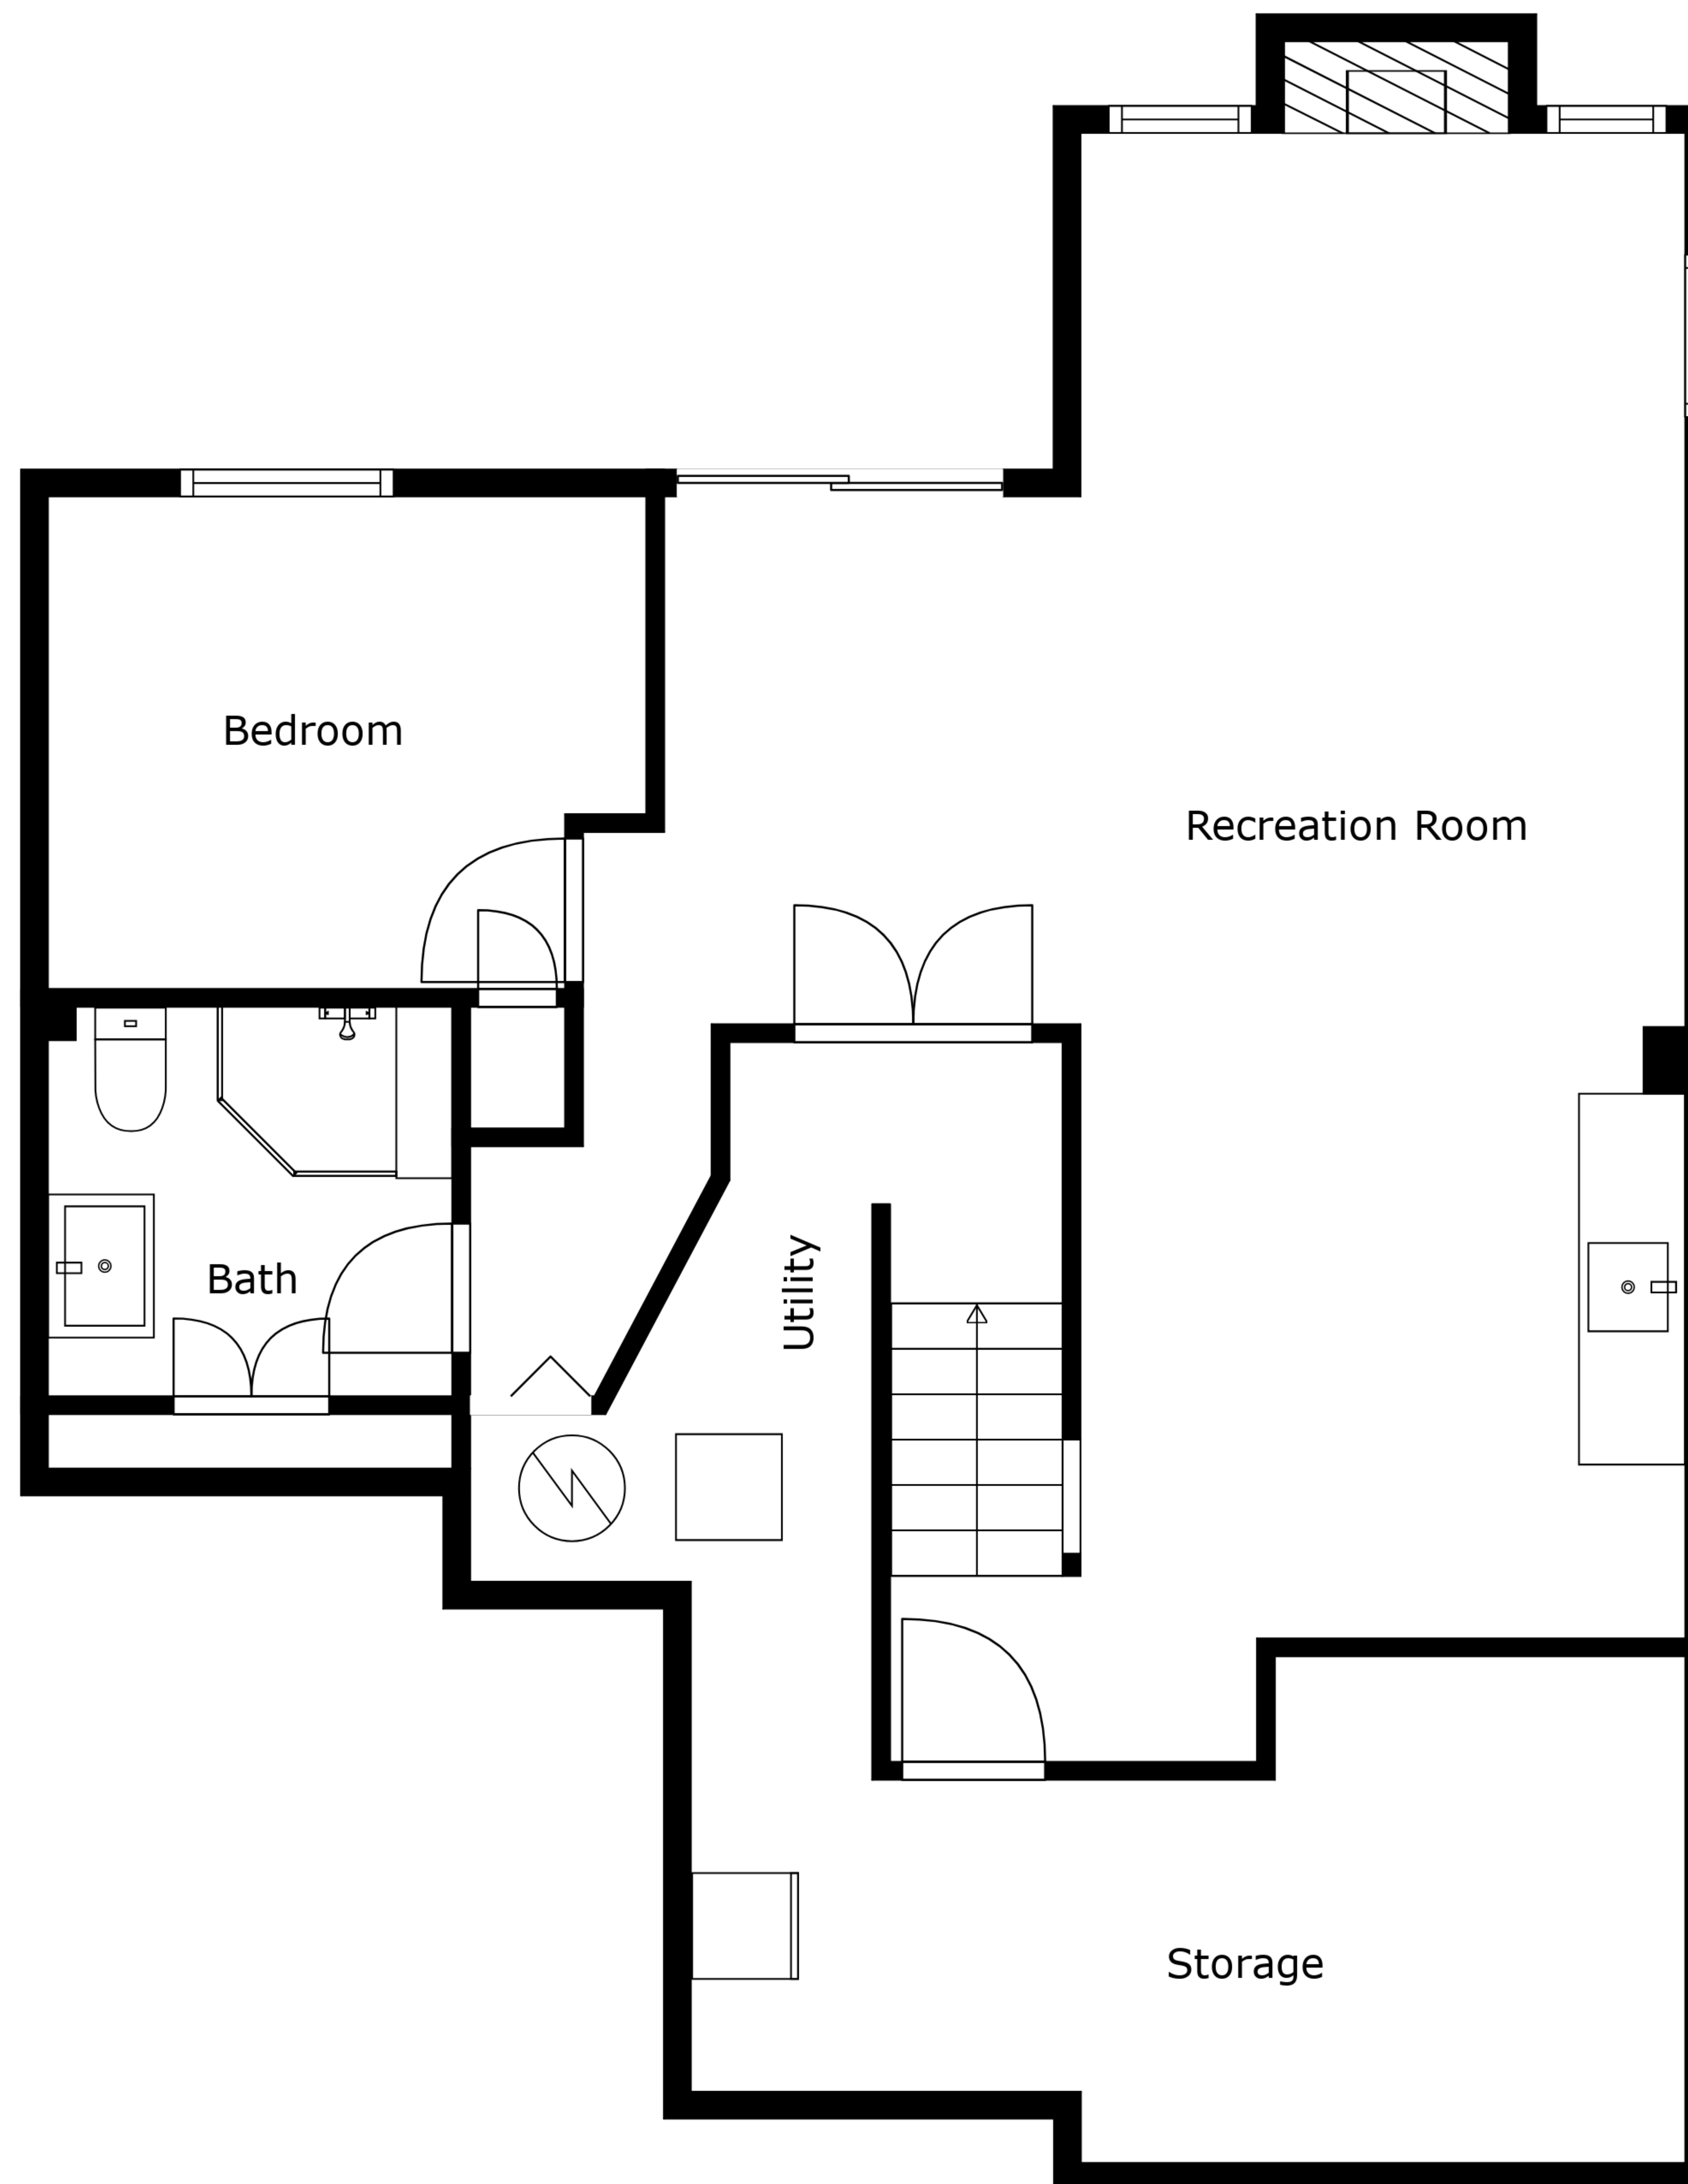 Bedroom
Recreation Room
Bath
Utility
Storage